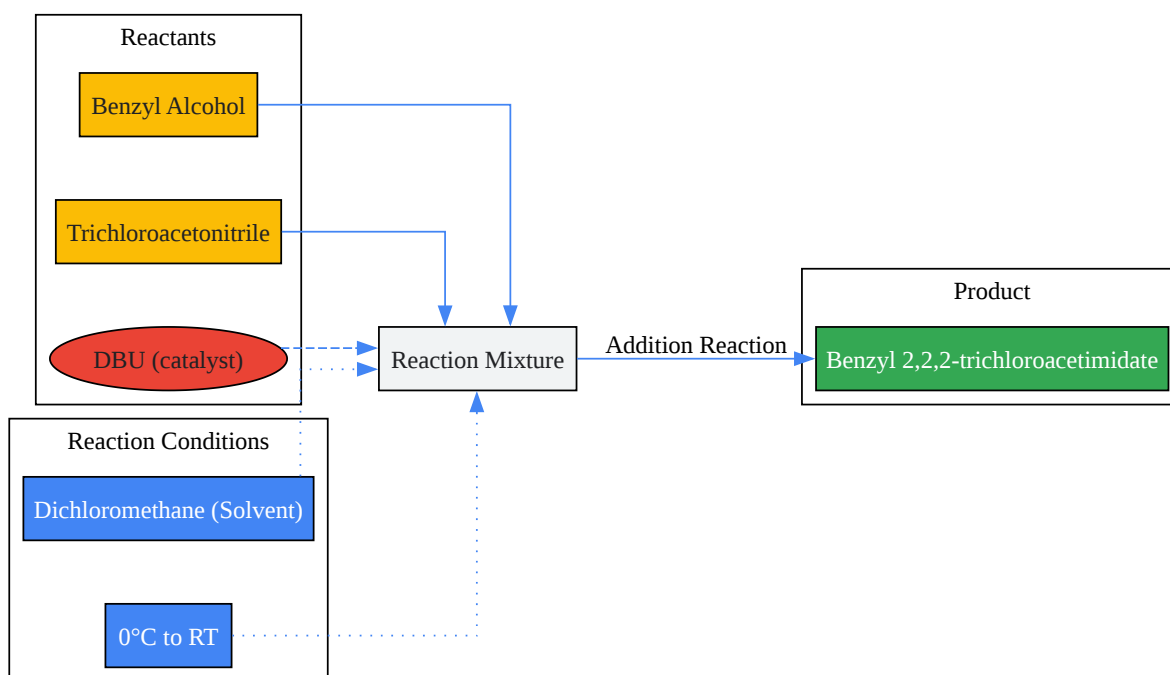 Reactants
Benzyl Alcohol
Trichloroacetonitrile
DBU (catalyst)
Reaction Conditions
Dichloromethane (Solvent)
0°C to RT
Reaction Mixture
Addition Reaction
Product
Benzyl 2,2,2-trichloroacetimidate